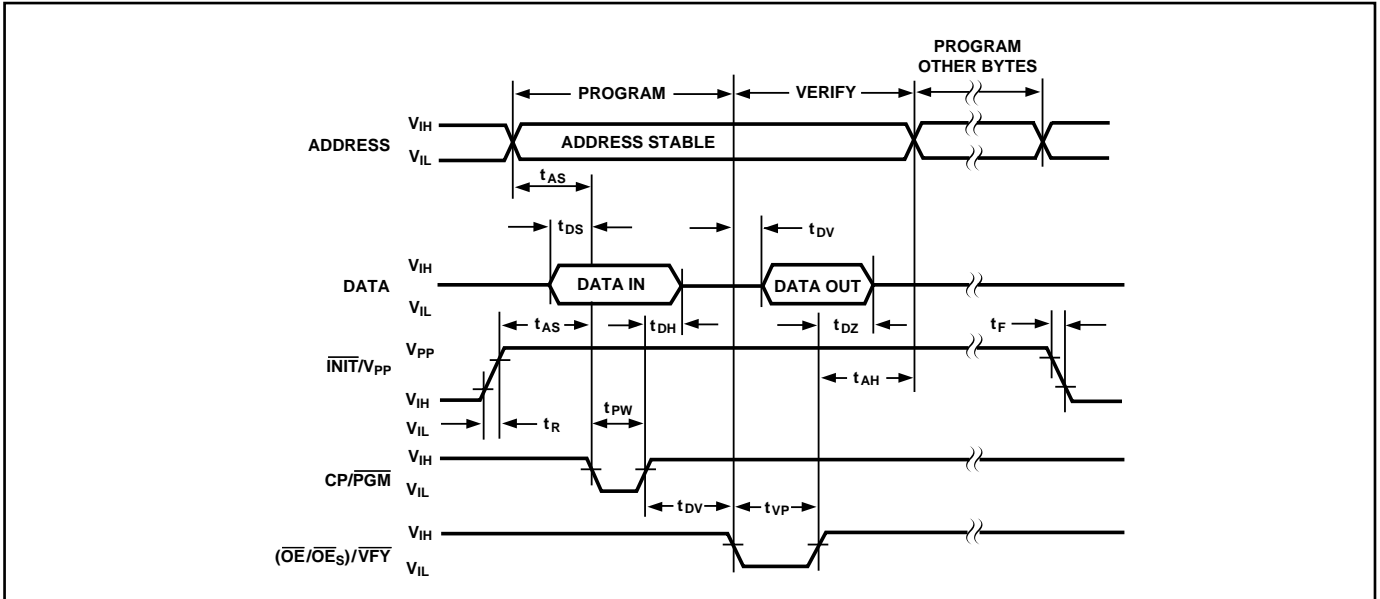 PROGRAM
OTHER BYTES
PROGRAM
VERIFY
ADDRESS
VIH
VIL
ADDRESS STABLE
tAS
tDS
tDV
DATA
VIH
VIL
DATA IN
DATA OUT
tAS
tDH
tDZ
tF
INIT/VPP
VPP
VIH
VIL
tAH
tPW
tR
CP/PGM
VIH
VIL
tDV
tVP
(OE/OES)/VFY
VIH
VIL